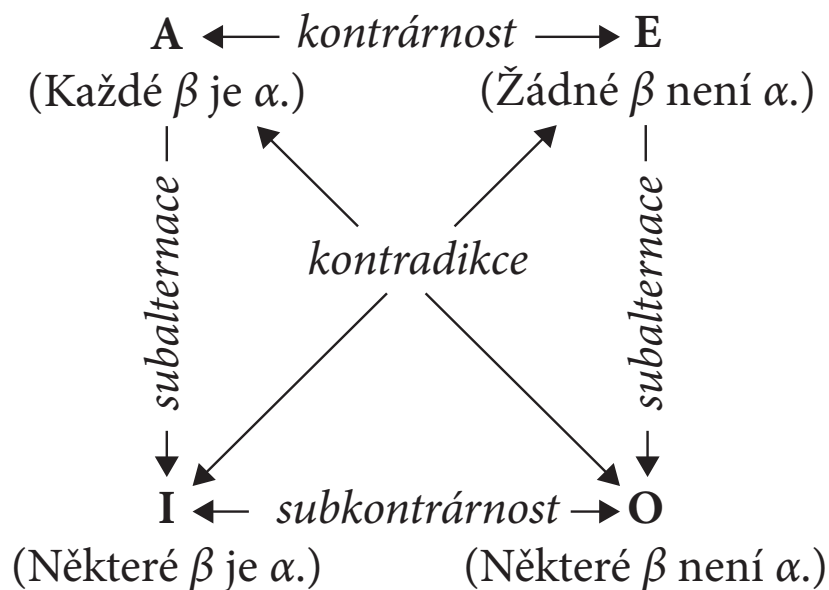 A kontrárnost E
(Každé β je α.) (Žádné β není α.)
subalternace kontradikce subalternace
I subkontrárnost O
(Některé β je α.) (Některé β není α.)